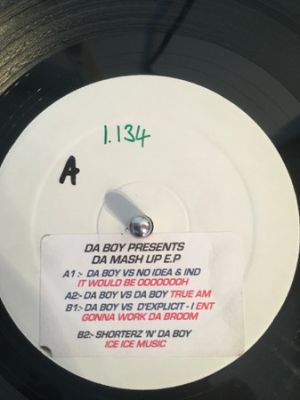 1.134
A
DA BOY PRESENTS
DA MASH UP E.P
A1:- DA BOY VS NO IDEA & IND
IT WOULD BE OOOOOOOH
A2:- DA BOY VS DA BOY TRUE AM
B1:- DA BOY VS D'EXPLICIT - I ENT
GONNA WORK DA BROOM
B2:- SHORTERZ 'N' DA BOY
ICE ICE MUSIC